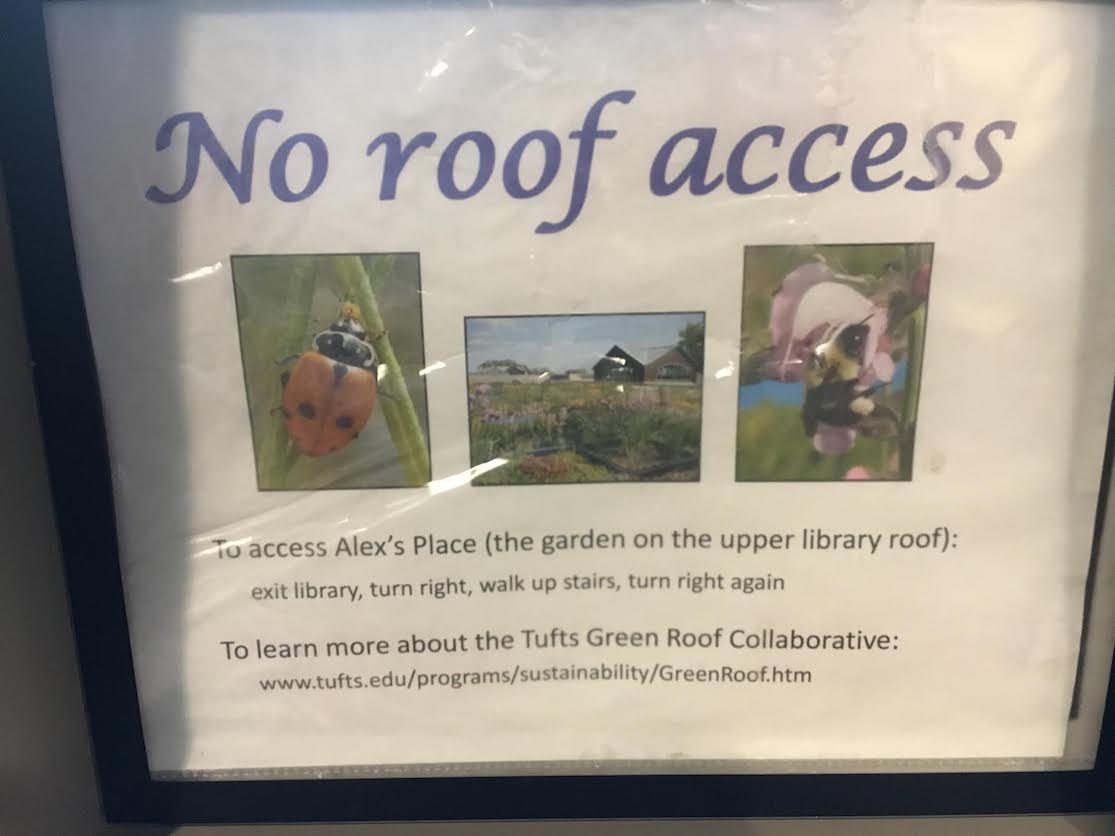 No roof access
To access Alex's Place (the garden on the upper library roof):
exit library, turn right, walk up stairs, turn right again
To learn more about the Tufts Green Roof Collaborative:
www.tufts.edu/programs/sustainability/GreenRoof.htm